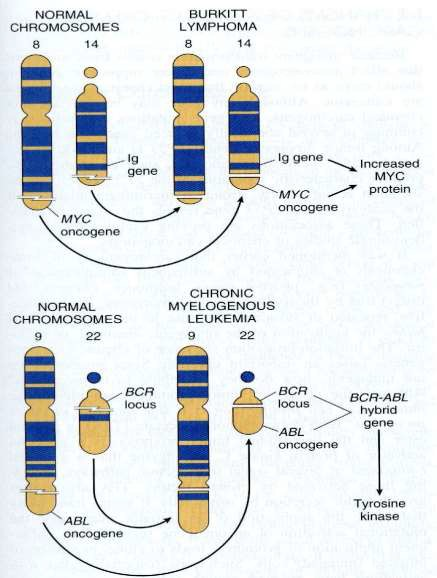 NORMAL
CHROMOSOMES
8 14
BURKITT
LYMPHOMA
8 14
Ig
gene
MYC
oncogene
Ig gene
MYC
oncogene
Increased
MYC
protein
NORMAL
CHROMOSOMES
9 22
CHRONIC
MYELOGENOUS
LEUKEMIA
9 22
BCR
locus
ABL
oncogene
BCR
locus
ABL
oncogene
BCR-ABL
hybrid
gene
Tyrosine
kinase